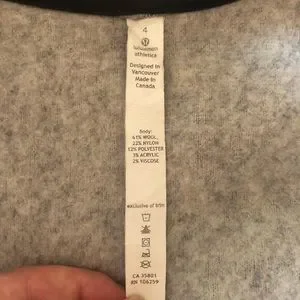 4
lululemon
athletica
Designed in
Vancouver
Made in
Canada
body:
61% WOOL,
22% NYLON
12% POLYESTER
3% ACRYLIC
2% VISCOSE
exclusive of trim
CA 35801
RN 106259